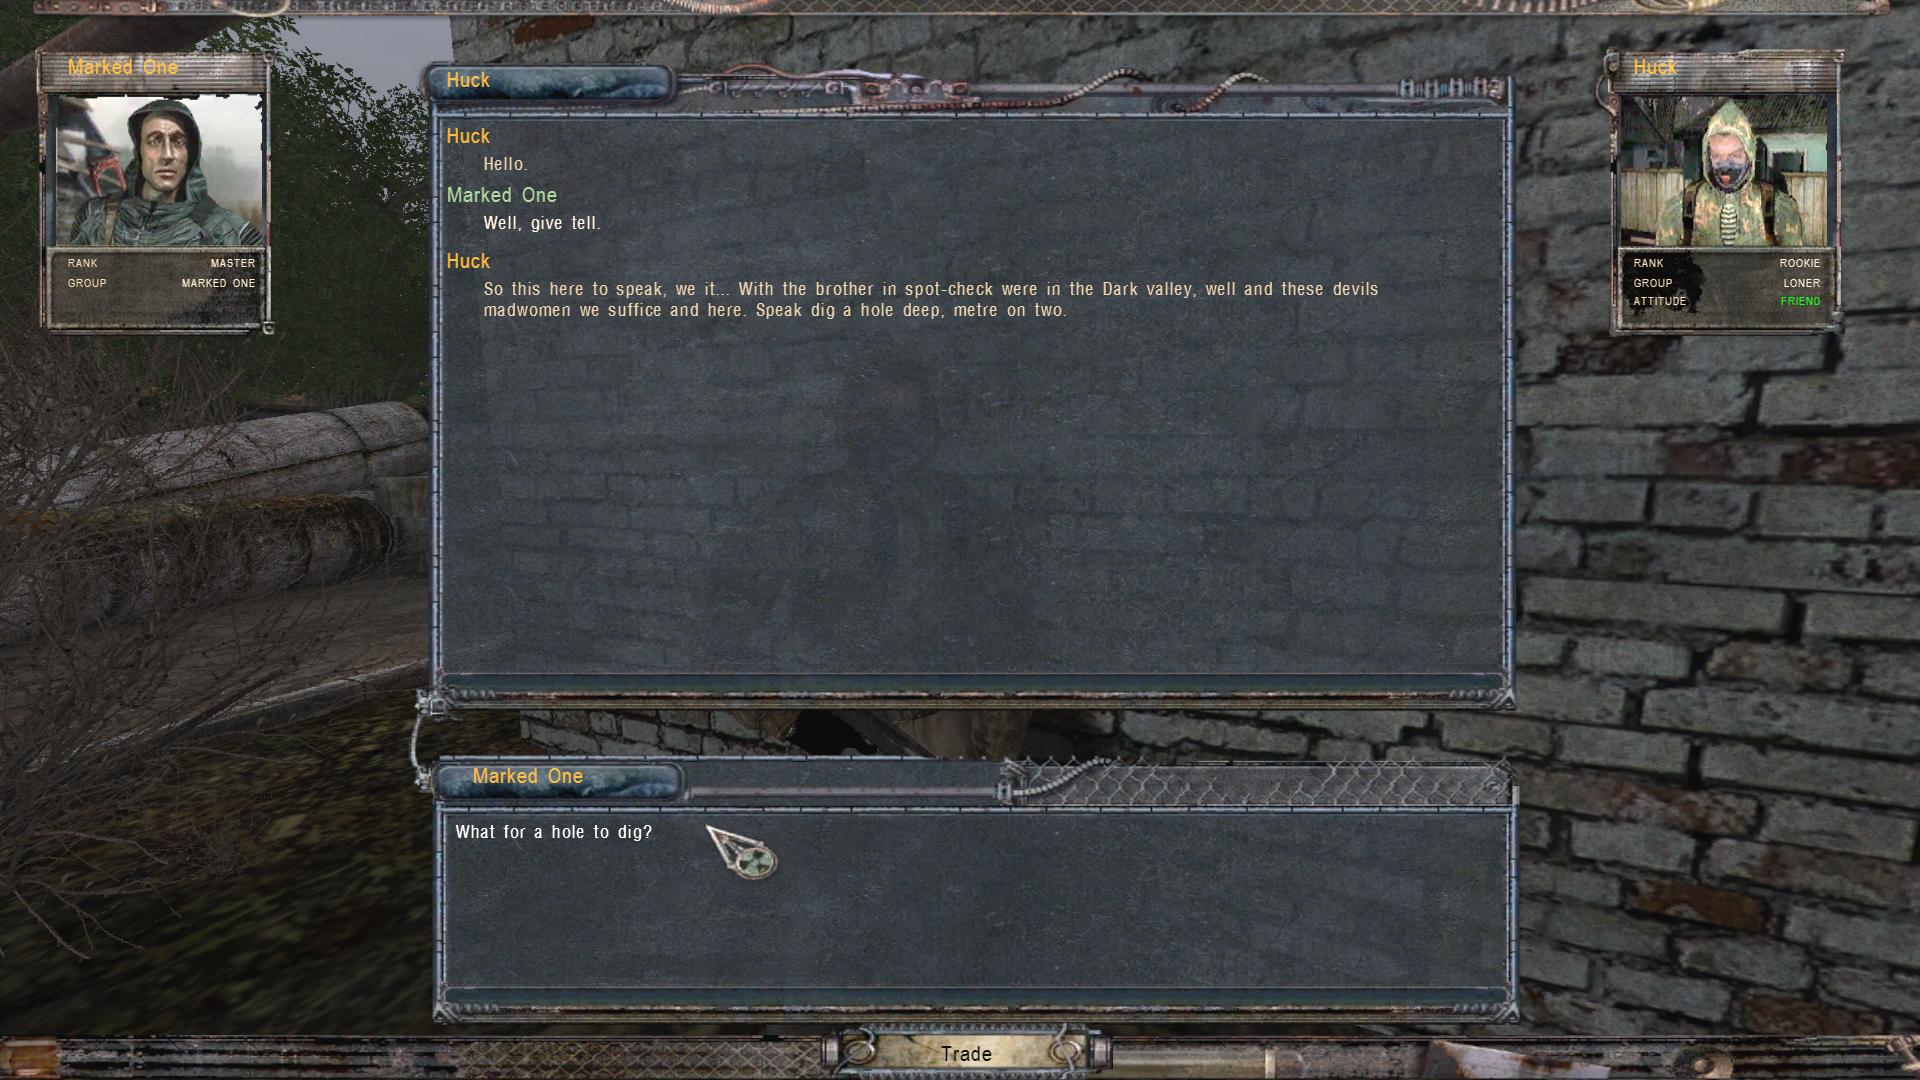 Marked One
RANK MASTER
GROUP MARKED ONE
Huck
Huck
Hello.
Marked One
Well, give tell.
Huck
So this here to speak, we it... With the brother in spot-check were in the Dark valley, well and these devils
madwomen we suffice and here. Speak dig a hole deep, metre on two.
Huck
RANK ROOKIE
GROUP LONER
ATTITUDE FRIEND
Marked One
What for a hole to dig?
Trade